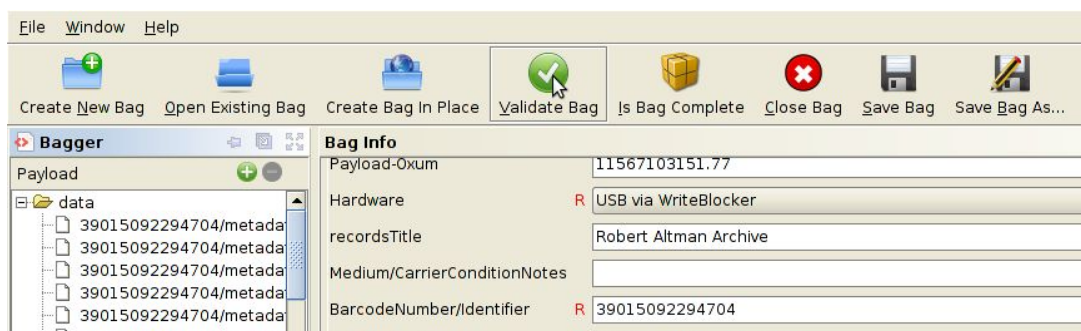 File Window Help
Create New Bag Open Existing Bag Create Bag In Place Validate Bag Is Bag Complete Close Bag Save Bag Save Bag As...
Bagger
Payload
data
39015092294704/metada
39015092294704/metada
39015092294704/metada
39015092294704/metada
39015092294704/metada
Bag Info
Payload-Oxum 11567103151.77
Hardware R USB via WriteBlocker
recordsTitle Robert Altman Archive
Medium/CarrierConditionNotes
BarcodeNumber/Identifier R 39015092294704